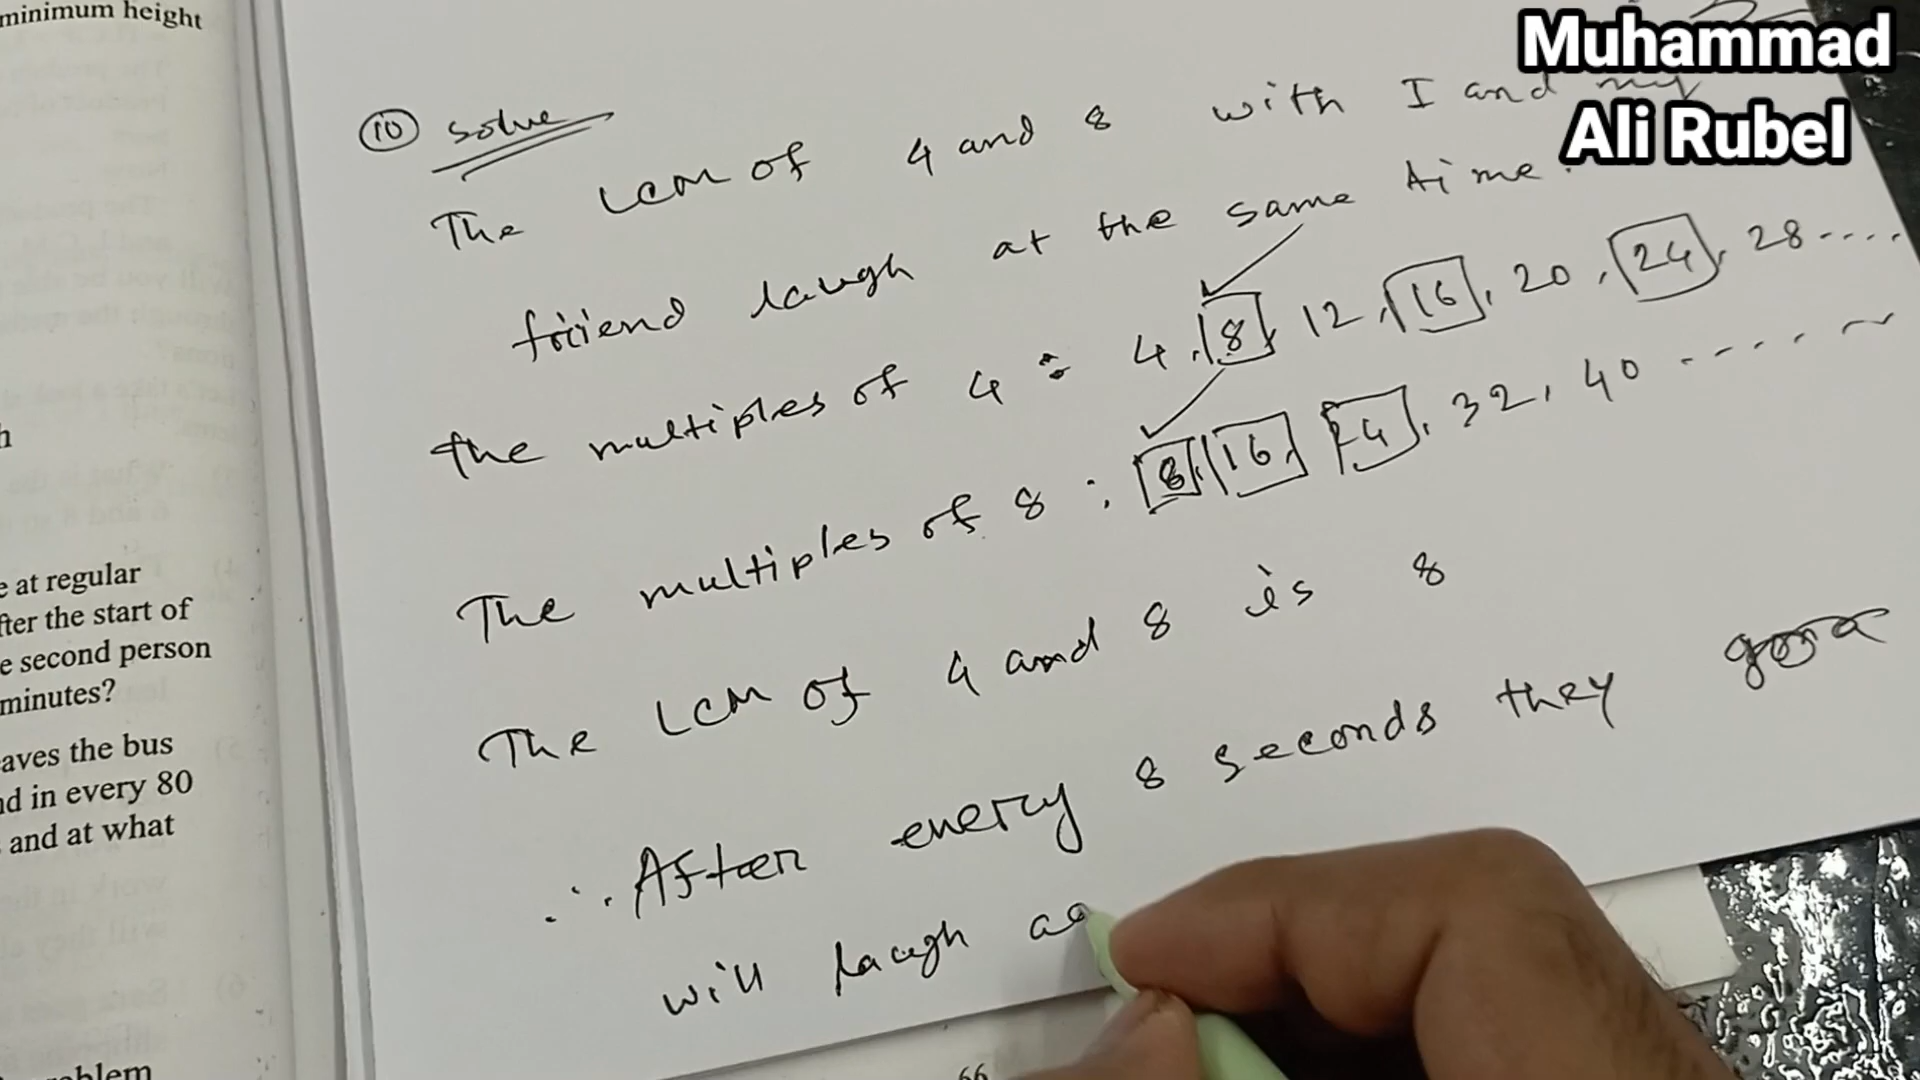 minimum height
Muhammad
Ali Rubel
10 solve
The LCM of 4 and 8 with I and my
friend laugh at the same time.
the multiples of 4 : 4, 8, 12, 16, 20, 24, 28....
The multiples of 8 : 8, 16, 24, 32, 40 .....
The LCM of 4 and 8 is 8
∴ After every 8 seconds they
will laugh
e at regular
fter the start of
e second person
minutes?
aves the bus
nd in every 80
and at what
oblem
66